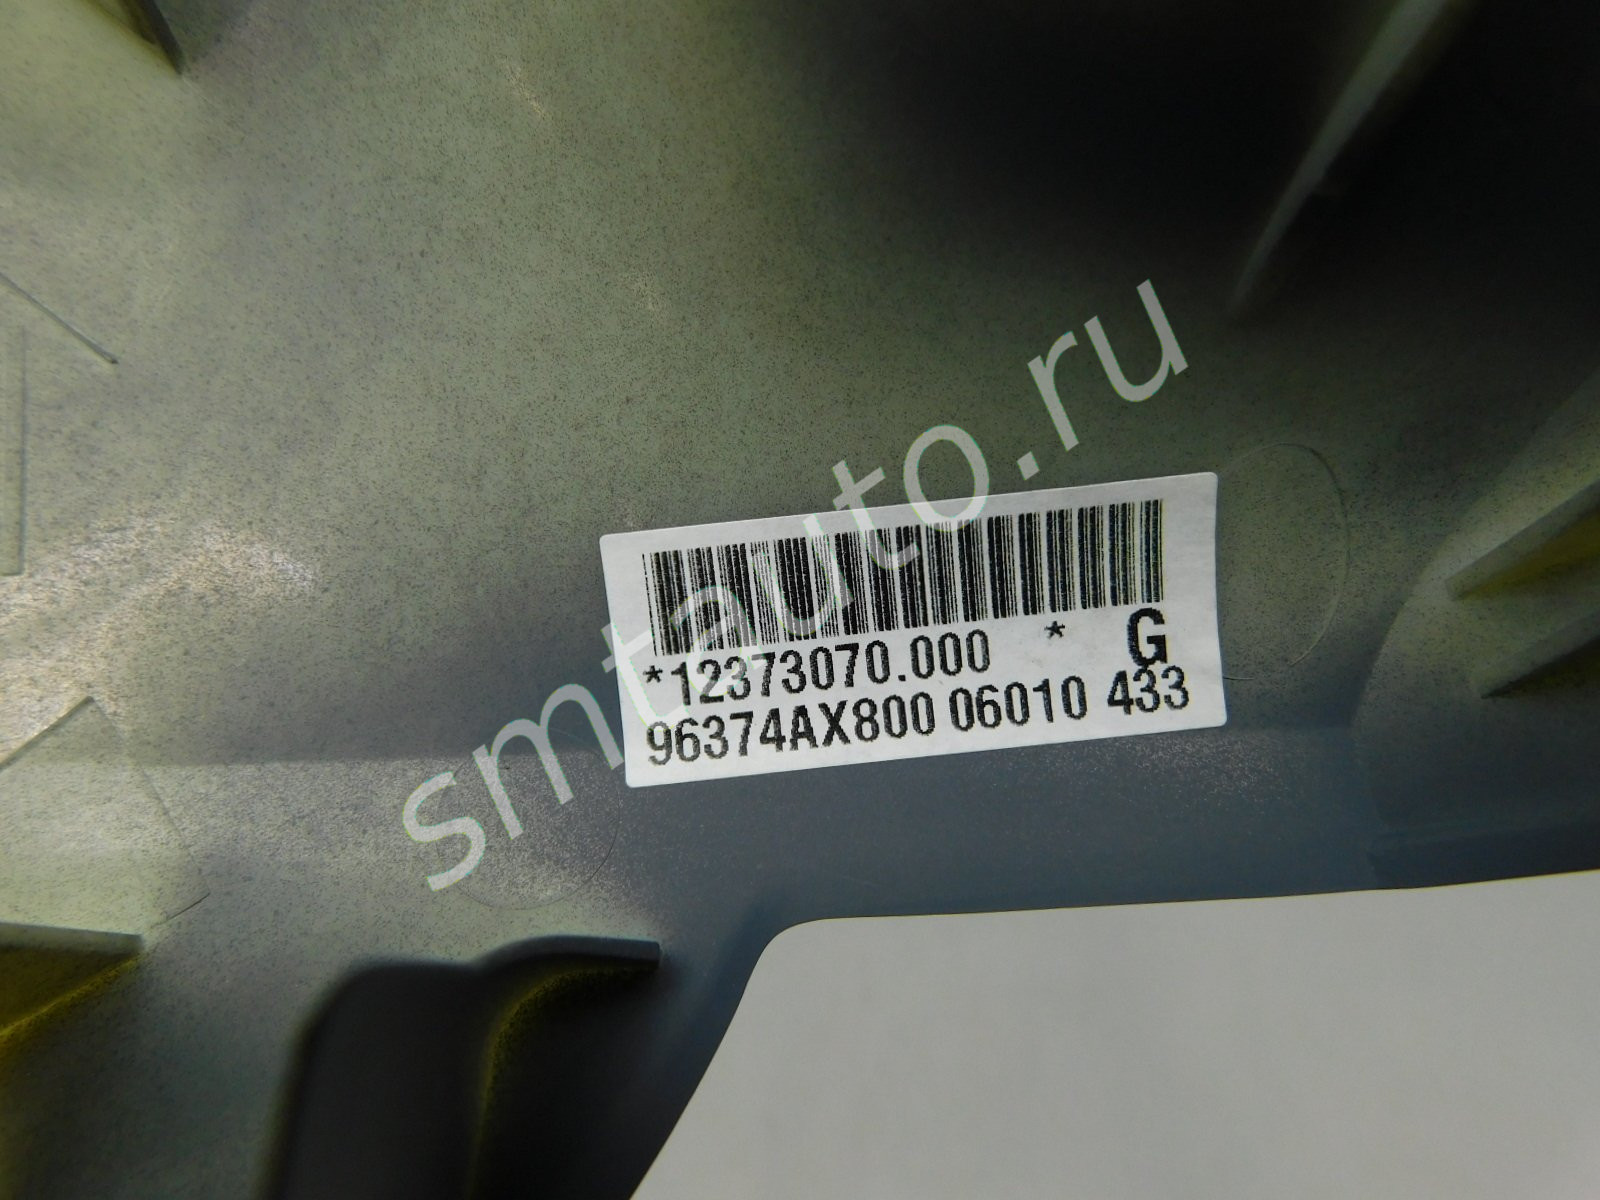 smtauto.ru
*12373070.000 * G
96374AX800 06010 433